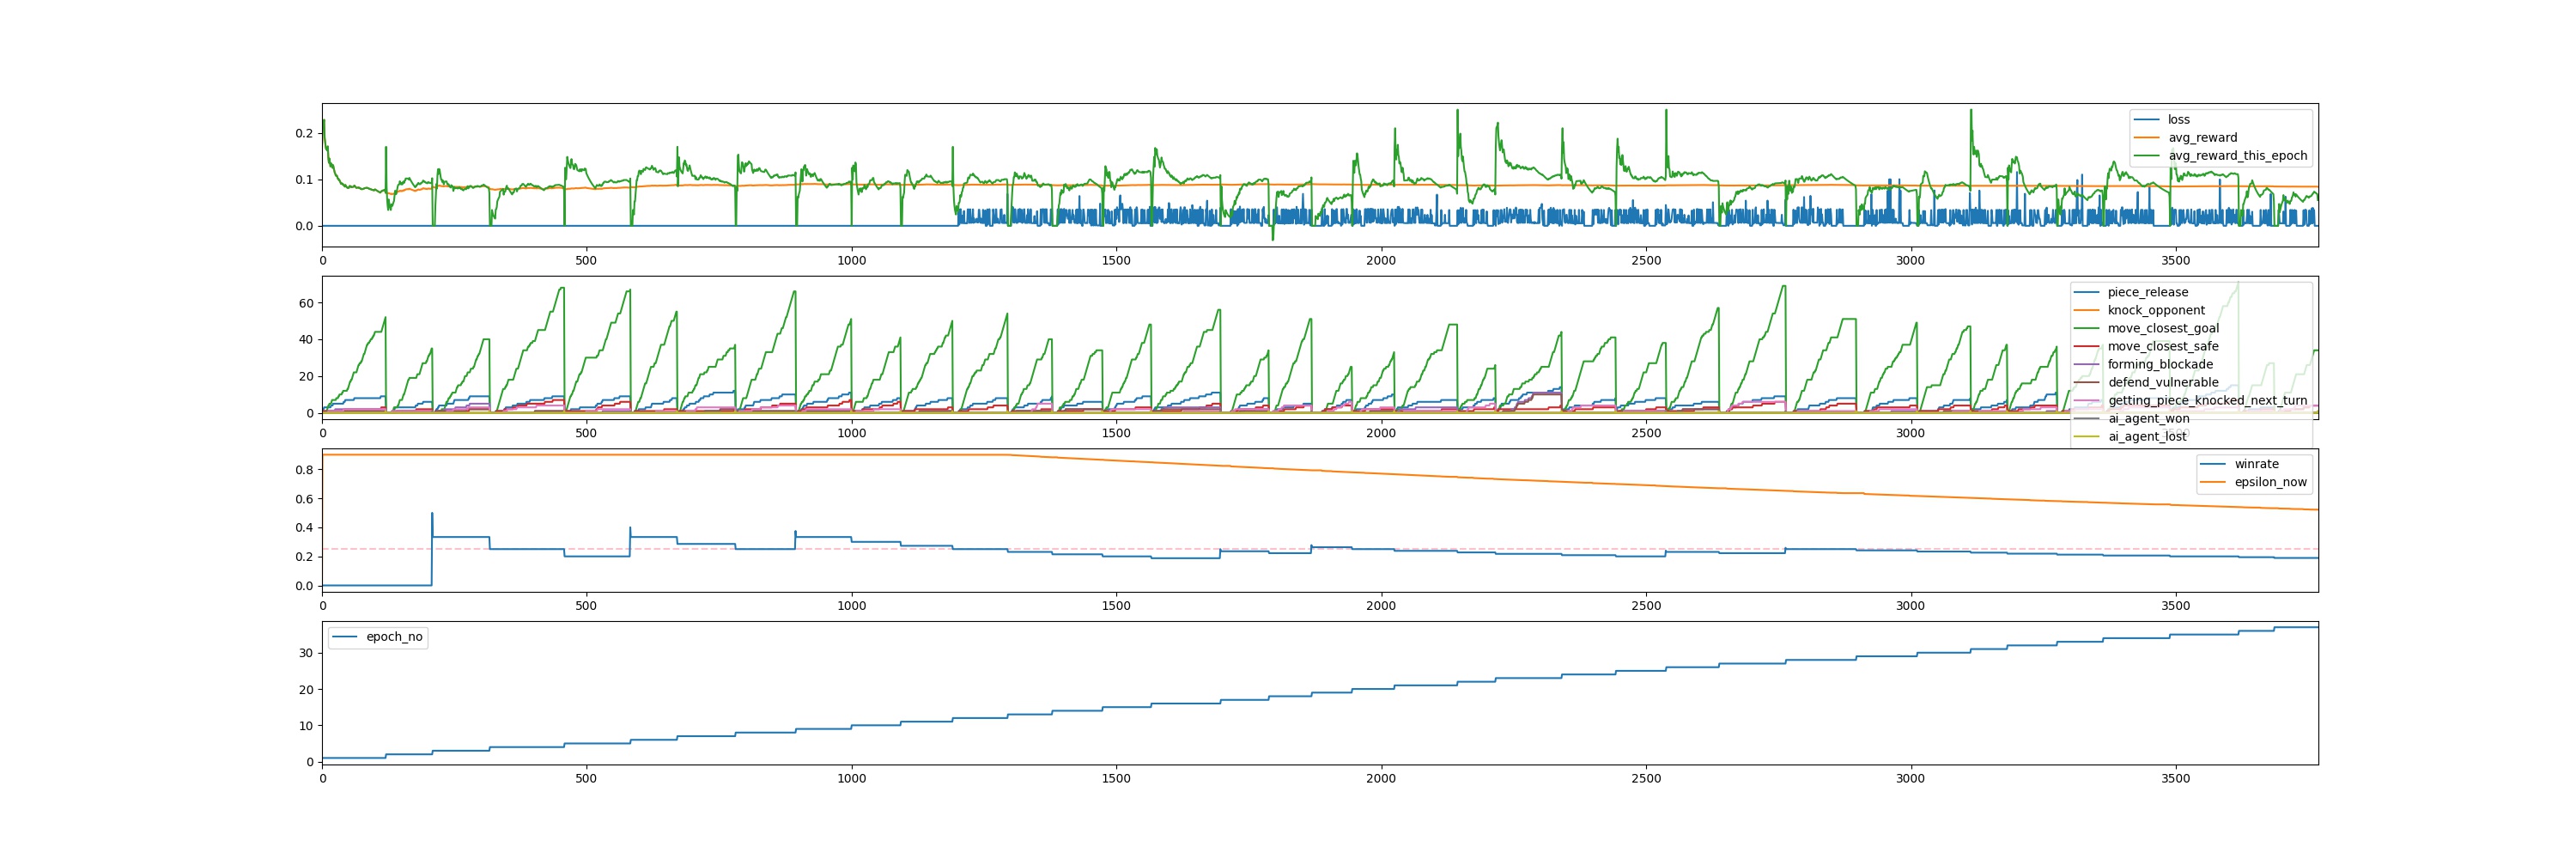 loss
avg_reward
avg_reward_this_epoch
0.2
0.1
0.0
0 500 1000 1500 2000 2500 3000 3500
piece_release
knock_opponent
move_closest_goal
move_closest_safe
forming_blockade
defend_vulnerable
getting_piece_knocked_next_turn
ai_agent_won
ai_agent_lost
60
40
20
0
0 500 1000 1500 2000 2500 3000 3500
winrate
epsilon_now
0.8
0.6
0.4
0.2
0.0
0 500 1000 1500 2000 2500 3000 3500
epoch_no
30
20
10
0
0 500 1000 1500 2000 2500 3000 3500